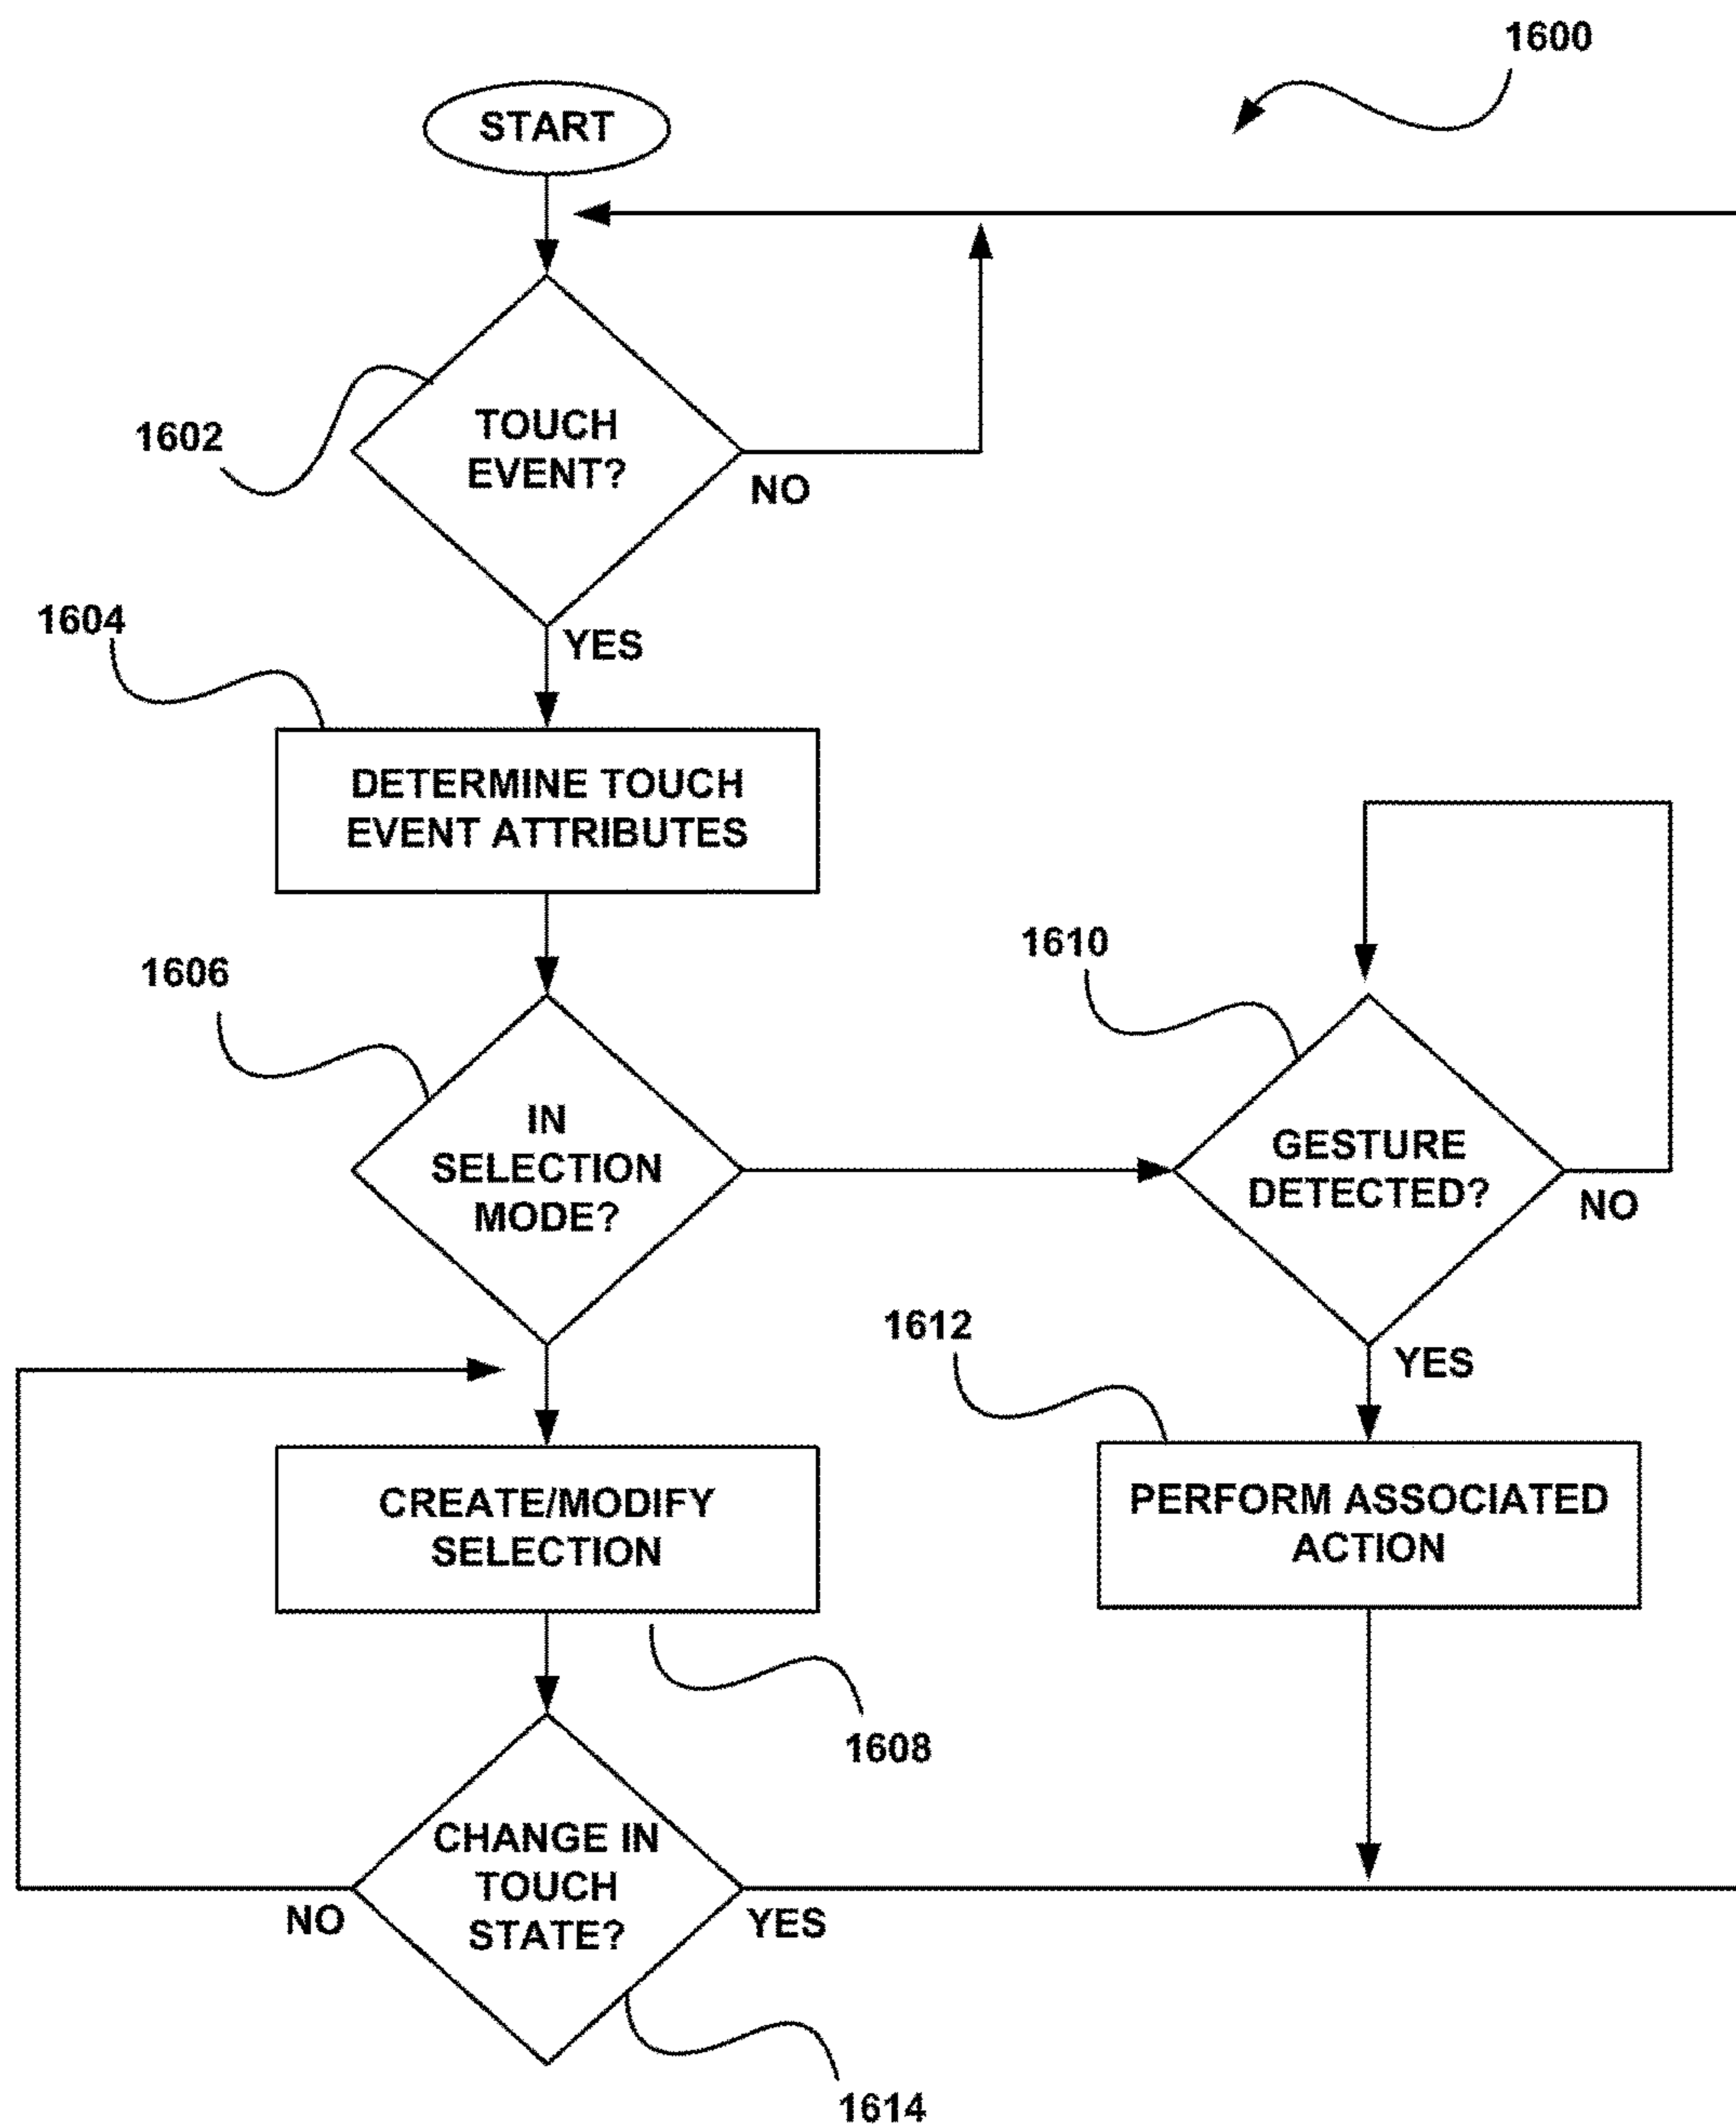 1600
START
1602
TOUCH
EVENT?
NO
YES
1604
DETERMINE TOUCH
EVENT ATTRIBUTES
1606
IN
SELECTION
MODE?
1610
GESTURE
DETECTED?
NO
YES
1612
PERFORM ASSOCIATED
ACTION
CREATE/MODIFY
SELECTION
1608
CHANGE IN
TOUCH
STATE?
NO
YES
1614